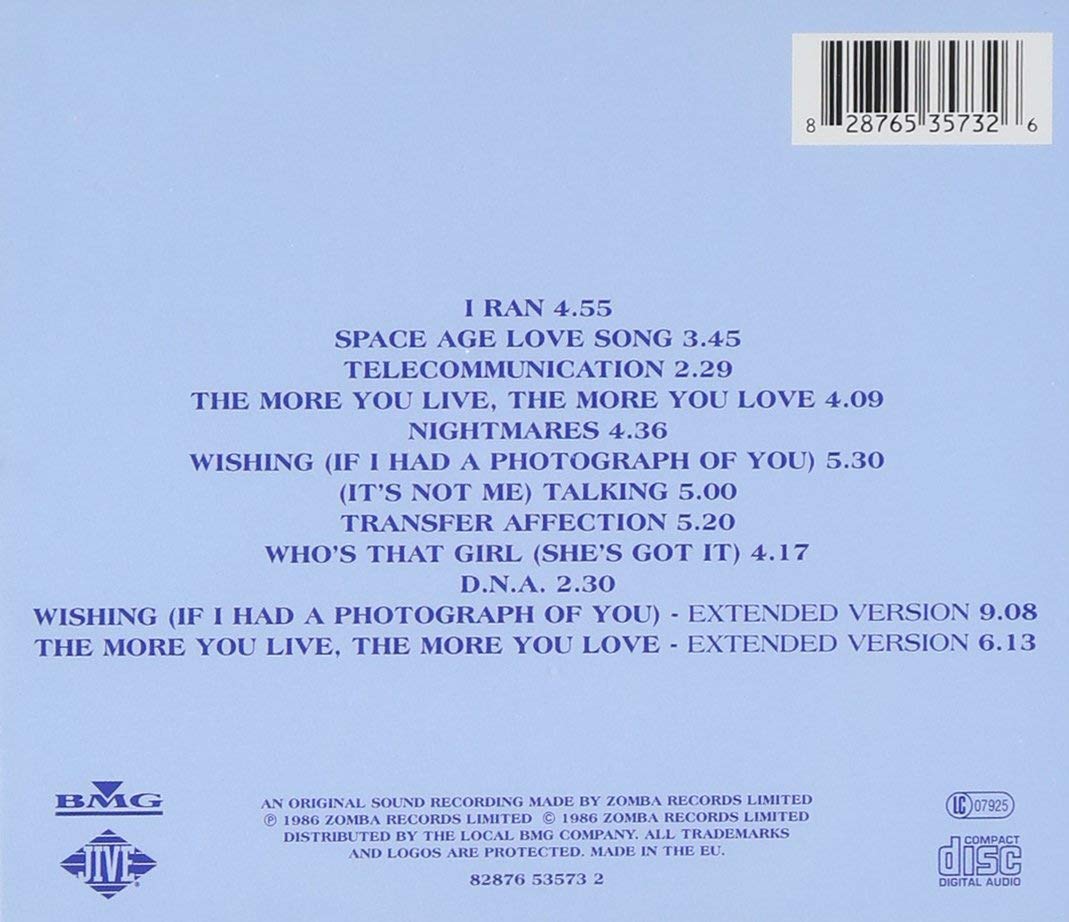 8 28765 35732 6
I RAN 4.55
SPACE AGE LOVE SONG 3.45
TELECOMMUNICATION 2.29
THE MORE YOU LIVE, THE MORE YOU LOVE 4.09
NIGHTMARES 4.36
WISHING (IF I HAD A PHOTOGRAPH OF YOU) 5.30
(IT'S NOT ME) TALKING 5.00
TRANSFER AFFECTION 5.20
WHO'S THAT GIRL (SHE'S GOT IT) 4.17
D.N.A. 2.30
WISHING (IF I HAD A PHOTOGRAPH OF YOU) - EXTENDED VERSION 9.08
THE MORE YOU LIVE, THE MORE YOU LOVE - EXTENDED VERSION 6.13
BMG
JIVE®
AN ORIGINAL SOUND RECORDING MADE BY ZOMBA RECORDS LIMITED
℗ 1986 ZOMBA RECORDS LIMITED © 1986 ZOMBA RECORDS LIMITED
DISTRIBUTED BY THE LOCAL BMG COMPANY. ALL TRADEMARKS
AND LOGOS ARE PROTECTED. MADE IN THE EU.
82876 53573 2
LC 07925
COMPACT
disc
DIGITAL AUDIO